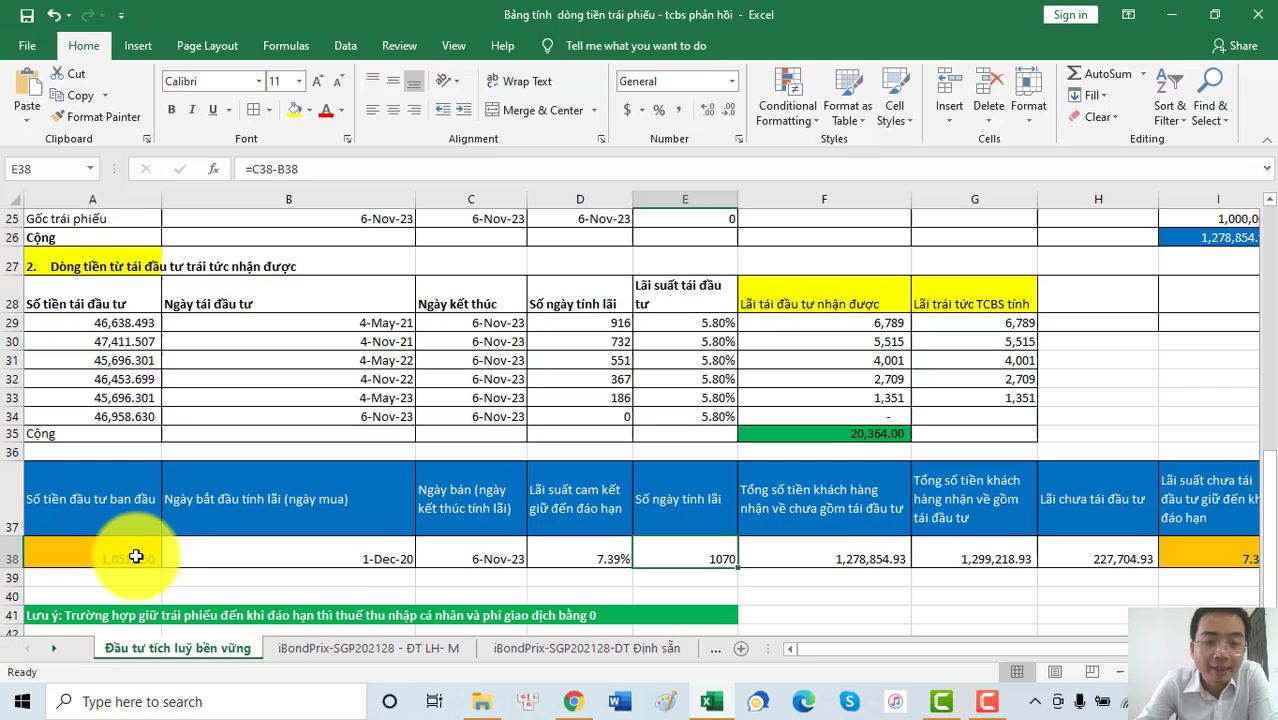 Bảng tính dòng tiền trái phiếu - tcbs phản hồi - Excel
Sign in
File Home Insert Page Layout Formulas Data Review View Help Tell me what you want to do Share
Paste Cut Copy Format Painter Clipboard
Calibri 11 B I U A Font
Wrap Text Merge & Center Alignment
General $ % , Number
Conditional Formatting Format as Table Cell Styles Styles
Insert Delete Format Cells
AutoSum Fill Clear Sort & Filter Find & Select Editing
E38 fx =C38-B38
A B C D E F G H I
25 Gốc trái phiếu 6-Nov-23 6-Nov-23 6-Nov-23 0 1,000,0
26 Cộng 1,278,854.
27 2. Dòng tiền từ tái đầu tư trái tức nhận được
28 Số tiền tái đầu tư Ngày tái đầu tư Ngày kết thúc Số ngày tính lãi Lãi suất tái đầu tư Lãi tái đầu tư nhận được Lãi trái tức TCBS tính
29 46,638.493 4-May-21 6-Nov-23 916 5.80% 6,789 6,789
30 47,411.507 4-Nov-21 6-Nov-23 732 5.80% 5,515 5,515
31 45,696.301 4-May-22 6-Nov-23 551 5.80% 4,001 4,001
32 46,453.699 4-Nov-22 6-Nov-23 367 5.80% 2,709 2,709
33 45,696.301 4-May-23 6-Nov-23 186 5.80% 1,351 1,351
34 46,958.630 6-Nov-23 6-Nov-23 0 5.80% -
35 Cộng 20,364.00
36
37 Số tiền đầu tư ban đầu Ngày bắt đầu tính lãi (ngày mua) Ngày bán (ngày kết thúc tính lãi) Lãi suất cam kết giữ đến đáo hạn Số ngày tính lãi Tổng số tiền khách hàng nhận về chưa gồm tái đầu tư Tổng số tiền khách hàng nhận về gồm tái đầu tư Lãi chưa tái đầu tư Lãi suất chưa tái đầu tư giữ đến kh đáo hạn
38 1-Dec-20 6-Nov-23 7.39% 1070 1,278,854.93 1,299,218.93 227,704.93 7.3
39
40
41 Lưu ý: Trường hợp giữ trái phiếu đến khi đáo hạn thì thuế thu nhập cá nhân và phí giao dịch bằng 0
42
Đầu tư tích luỹ bền vững iBondPrix-SGP202128 - ĐT LH- M iBondPrix-SGP202128-DT Định sẵn ...
Ready
Type here to search